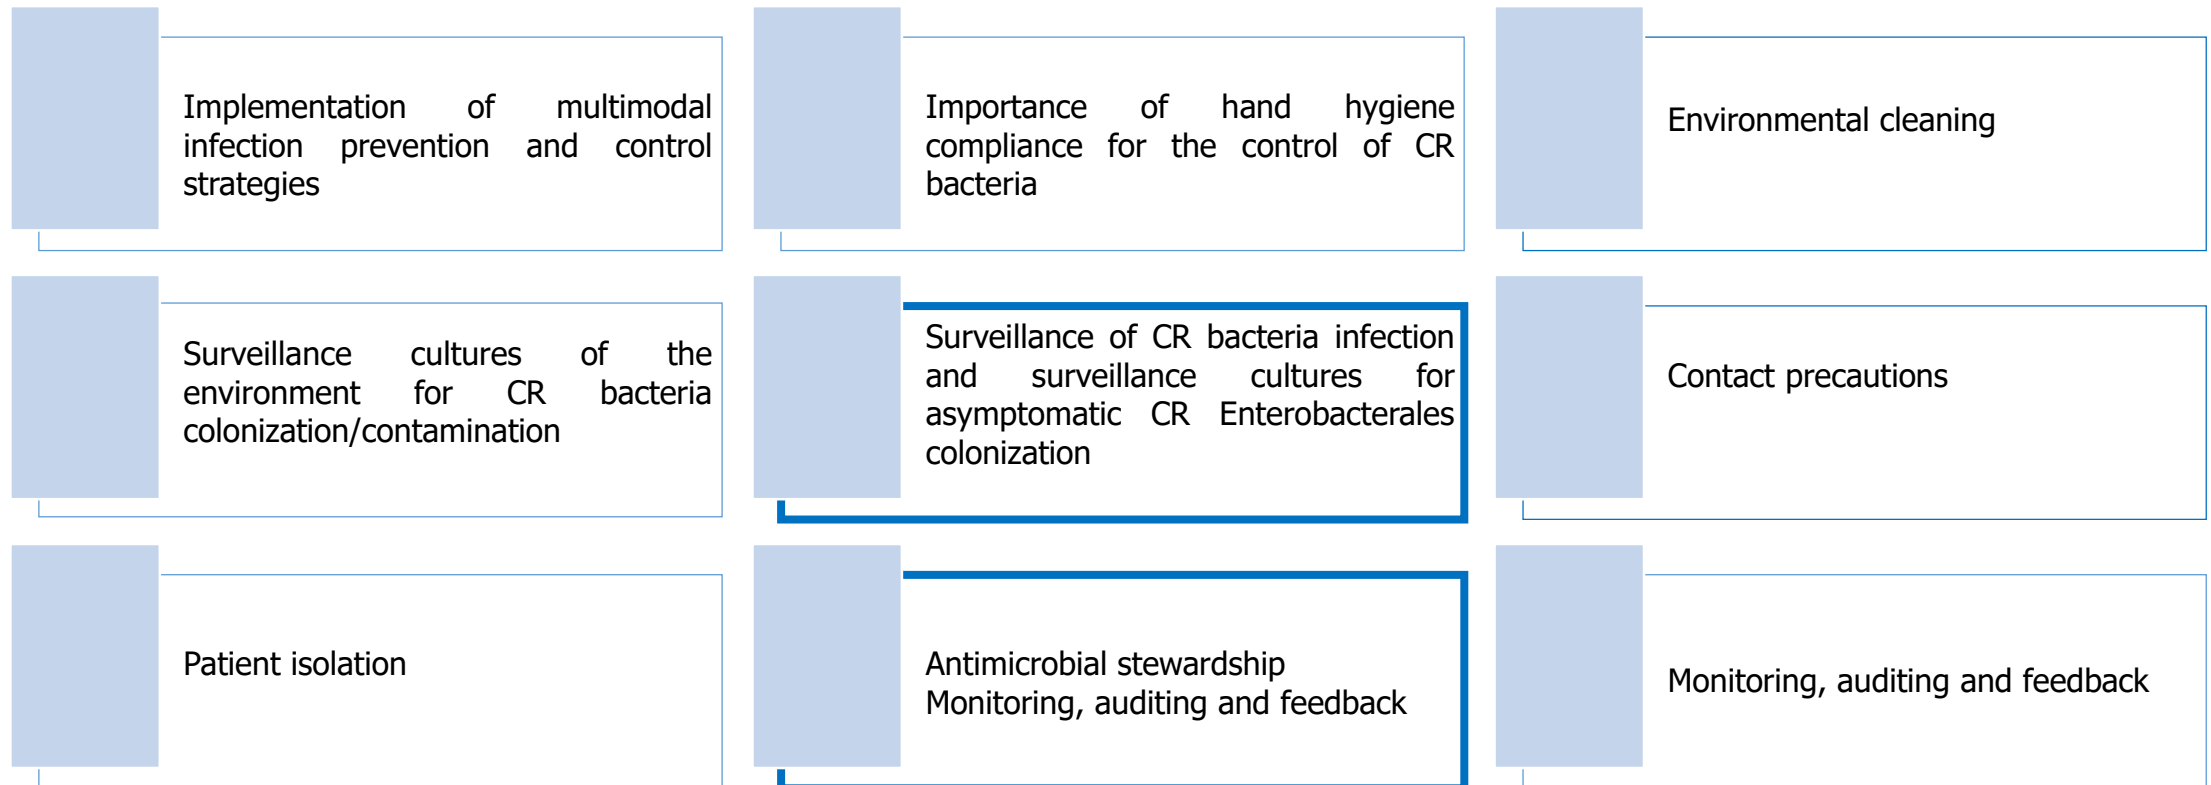 Implementation of multimodal
infection prevention and control
strategies
Importance of hand hygiene
compliance for the control of CR
bacteria
Environmental cleaning
Surveillance cultures of the
environment for CR bacteria
colonization/contamination
Surveillance of CR bacteria infection
and surveillance cultures for
asymptomatic CR Enterobacterales
colonization
Contact precautions
Patient isolation
Antimicrobial stewardship
Monitoring, auditing and feedback
Monitoring, auditing and feedback